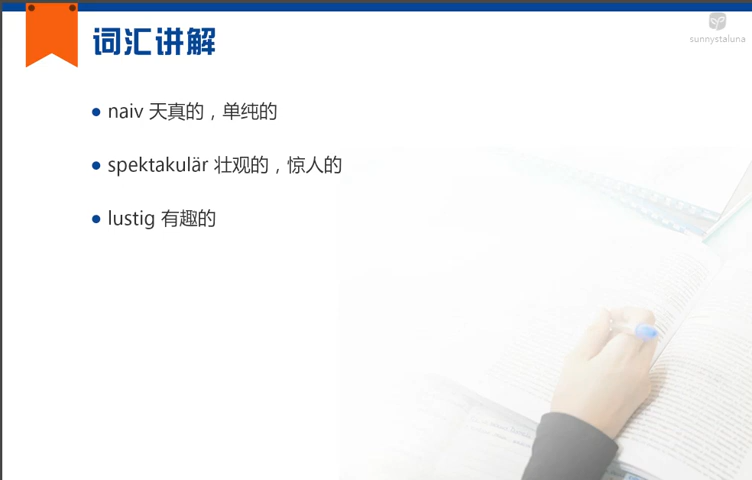 词汇讲解
sunnystaluna
naiv 天真的，单纯的
spektakulär 壮观的，惊人的
lustig 有趣的